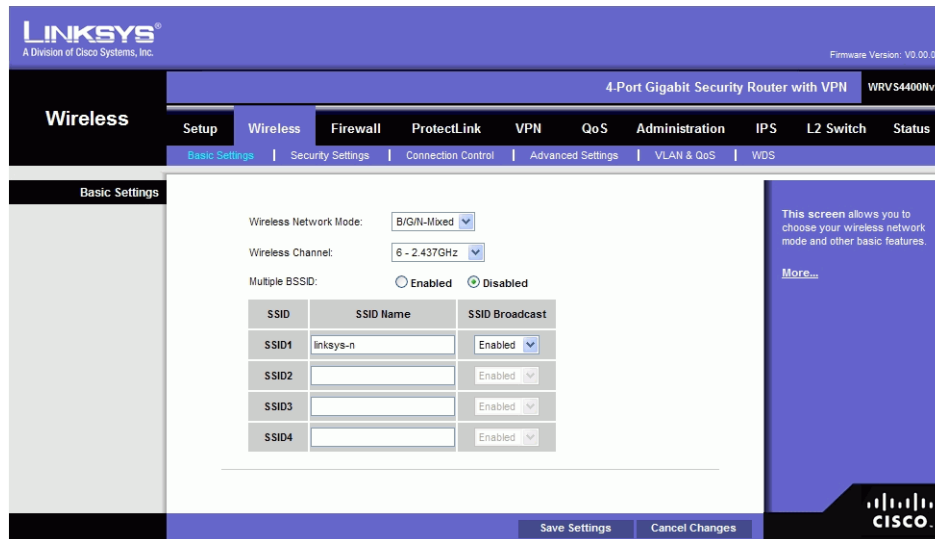 LINKSYS®
A Division of Cisco Systems, Inc.
Firmware Version: V0.00.0
4-Port Gigabit Security Router with VPN WRVS4400Nv
Wireless
Setup Wireless Firewall ProtectLink VPN QoS Administration IPS L2 Switch Status
Basic Settings | Security Settings | Connection Control | Advanced Settings | VLAN & QoS | WDS
Basic Settings
Wireless Network Mode: B/G/N-Mixed
Wireless Channel: 6 - 2.437GHz
Multiple BSSID: Enabled Disabled
SSID SSID Name SSID Broadcast
SSID1 linksys-n Enabled
SSID2 Enabled
SSID3 Enabled
SSID4 Enabled
This screen allows you to
choose your wireless network
mode and other basic features.
More...
Save Settings Cancel Changes
CISCO.